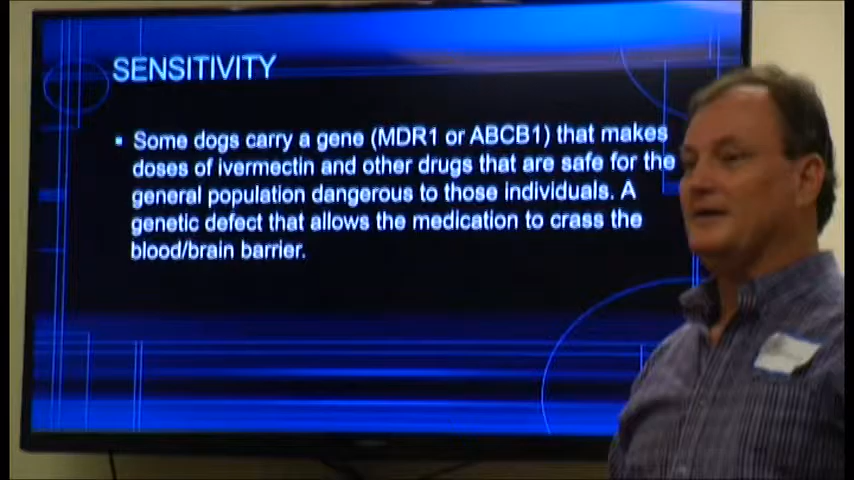 SENSITIVITY
▪ Some dogs carry a gene (MDR1 or ABCB1) that makes
doses of ivermectin and other drugs that are safe for the
general population dangerous to those individuals. A
genetic defect that allows the medication to crass the
blood/brain barrier.